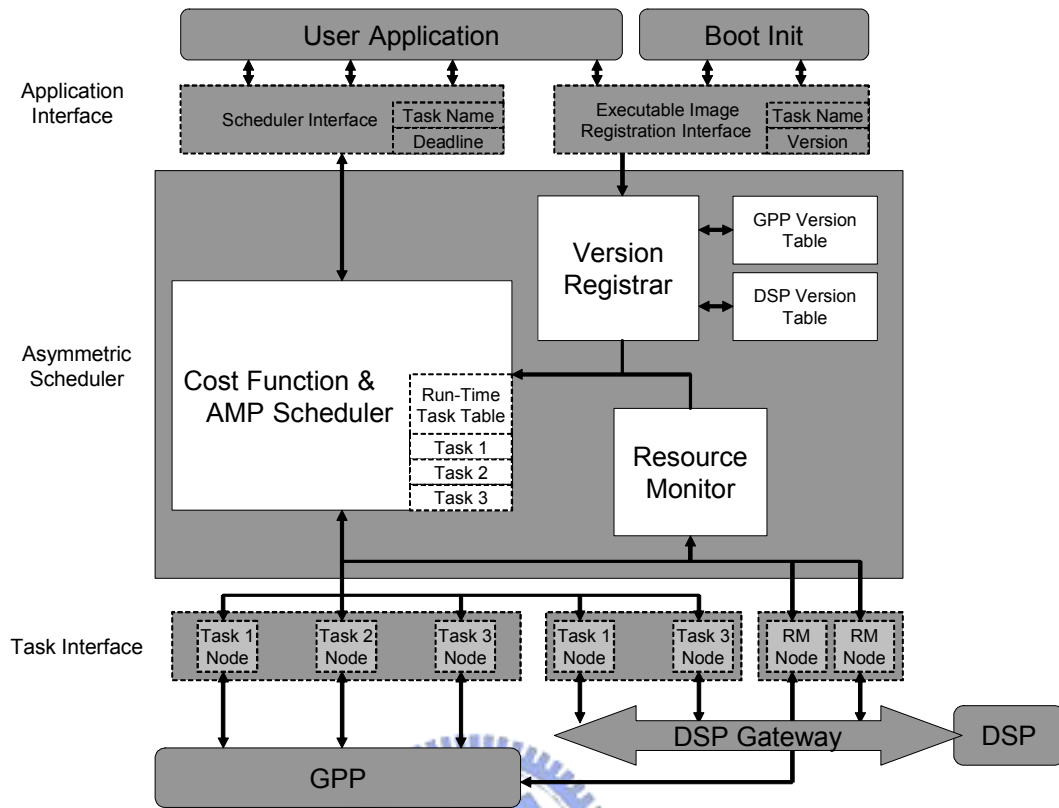 User Application
Boot Init
Application
Interface
Scheduler Interface
Task Name
Deadline
Executable Image
Registration Interface
Task Name
Version
Asymmetric
Scheduler
Version
Registrar
GPP Version
Table
DSP Version
Table
Cost Function &
AMP Scheduler
Run-Time
Task Table
Task 1
Task 2
Task 3
Resource
Monitor
Task Interface
Task 1
Node
Task 2
Node
Task 3
Node
Task 1
Node
Task 3
Node
RM
Node
RM
Node
DSP Gateway
DSP
GPP